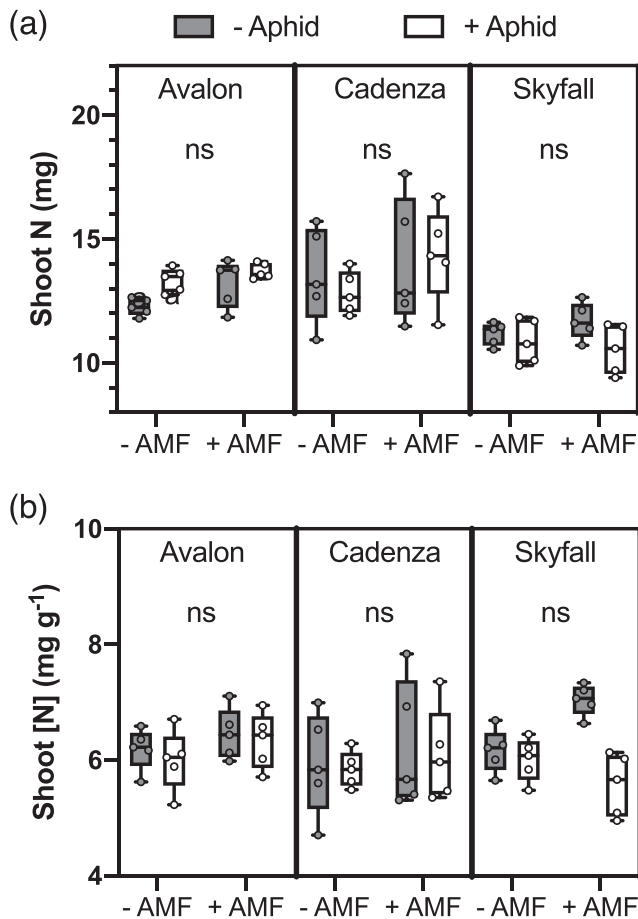 (a)
- Aphid + Aphid
Avalon Cadenza Skyfall
ns ns ns
20
15
10
Shoot N (mg)
- AMF + AMF - AMF + AMF - AMF + AMF
(b)
10
8
6
4
Shoot [N] (mg g⁻¹)
Avalon Cadenza Skyfall
ns ns ns
- AMF + AMF - AMF + AMF - AMF + AMF